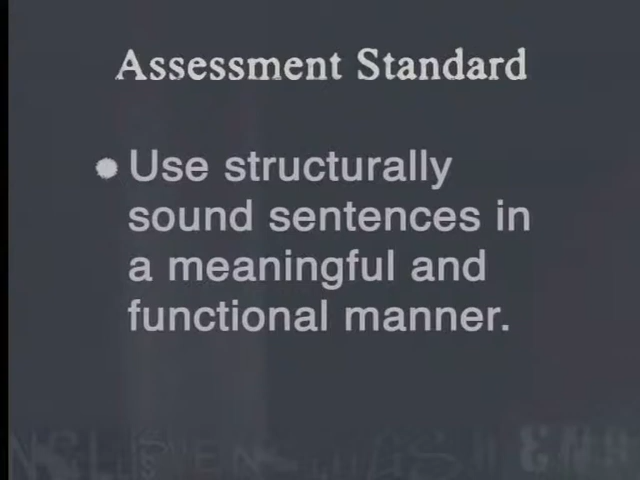 Assessment Standard
Use structurally
sound sentences in
a meaningful and
functional manner.